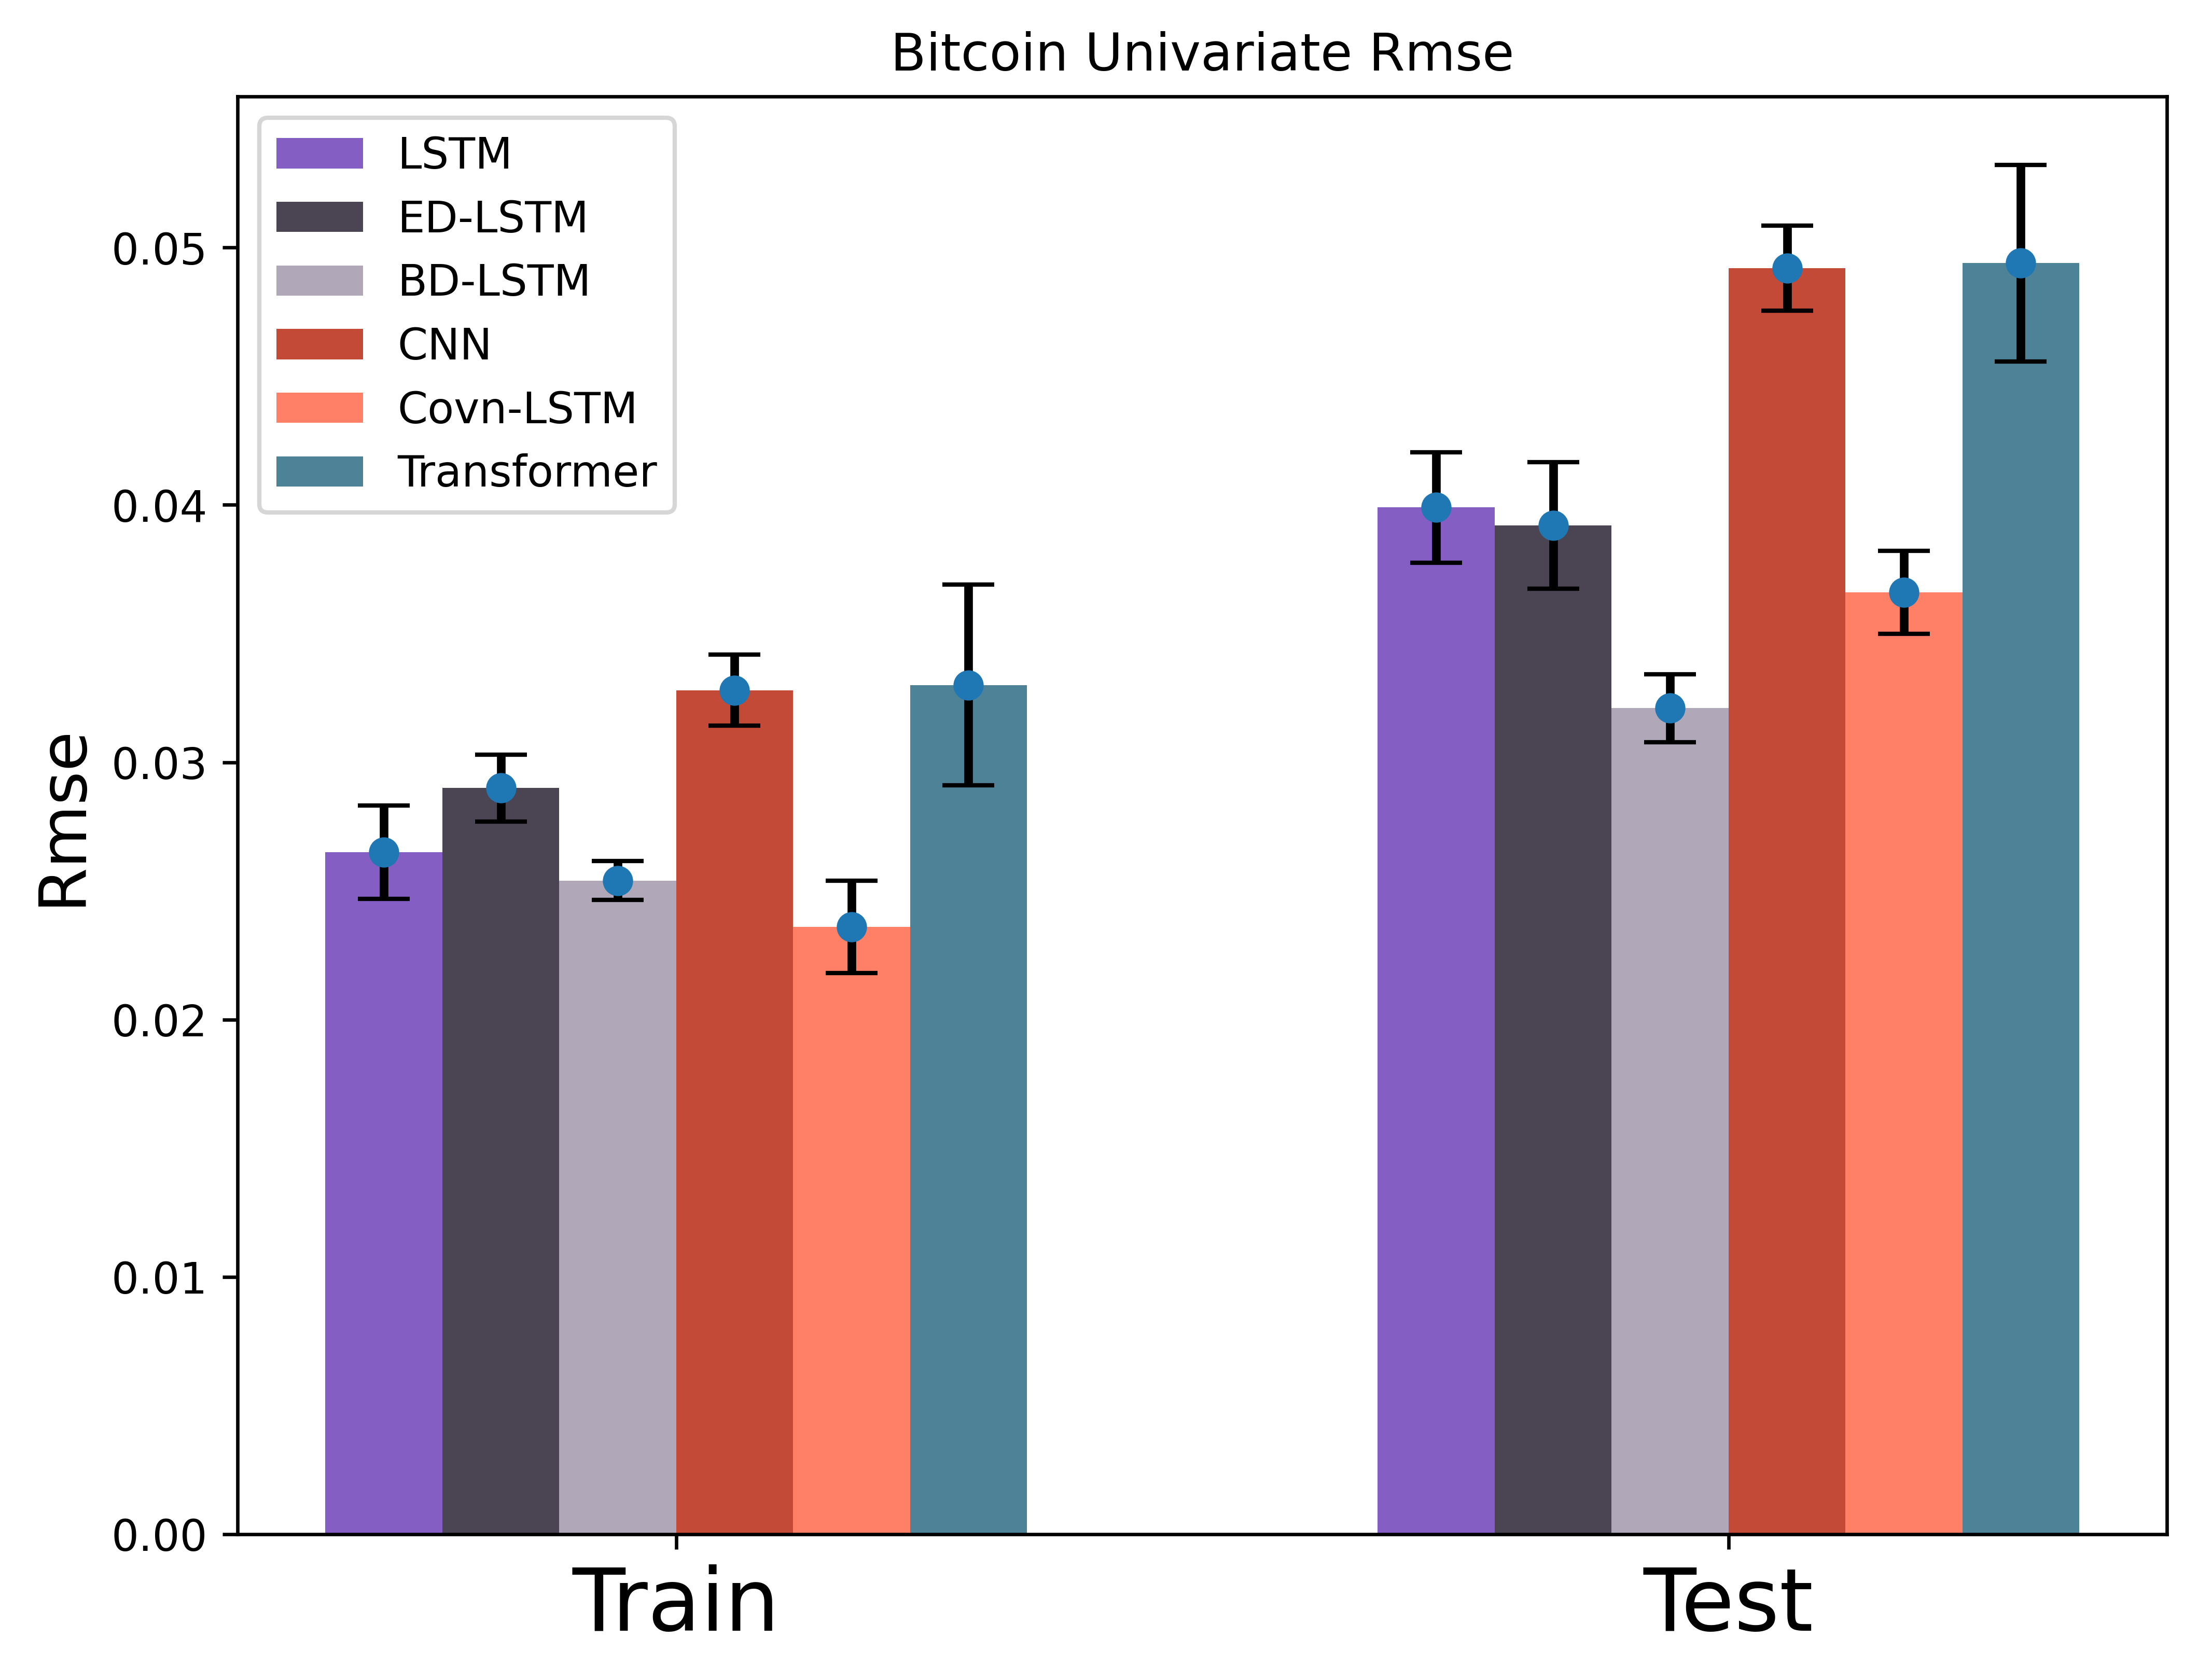 Bitcoin Univariate Rmse
LSTM
ED-LSTM
BD-LSTM
CNN
Covn-LSTM
Transformer
0.05
0.04
0.03
0.02
0.01
0.00
Rmse
Train
Test